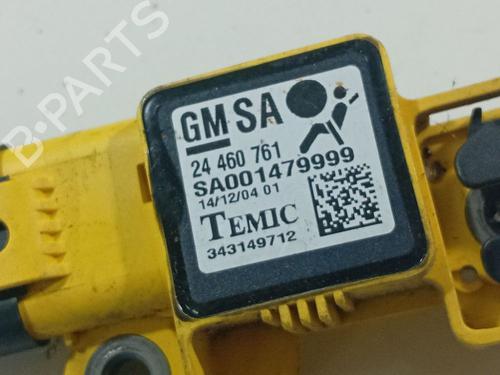 B-PARTS
GM SA
24 460 761
SA001479999
14/12/04 01
TEMIC
343149712